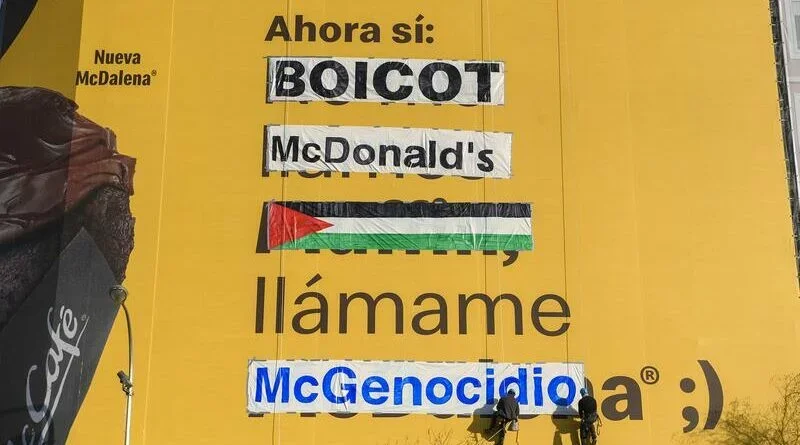 Ahora sí:
Nueva
McDalena®
BOICOT
McDonald's
llámame
McGenocidio
a® ;)
Café